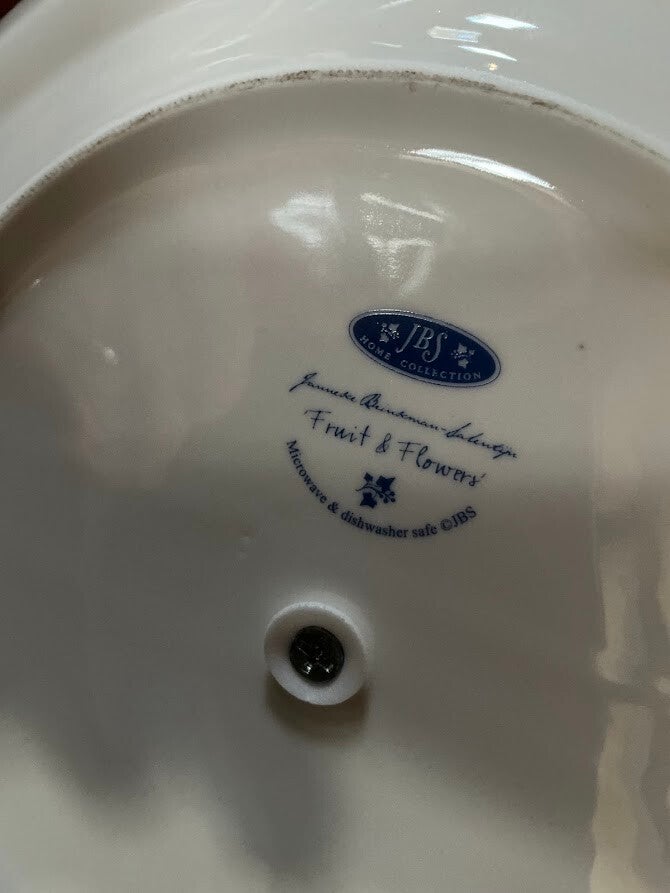 JBS
HOME COLLECTION
Janneke Brinkman-Salentijn
Fruit & Flowers'
Microwave & dishwasher safe ©JBS